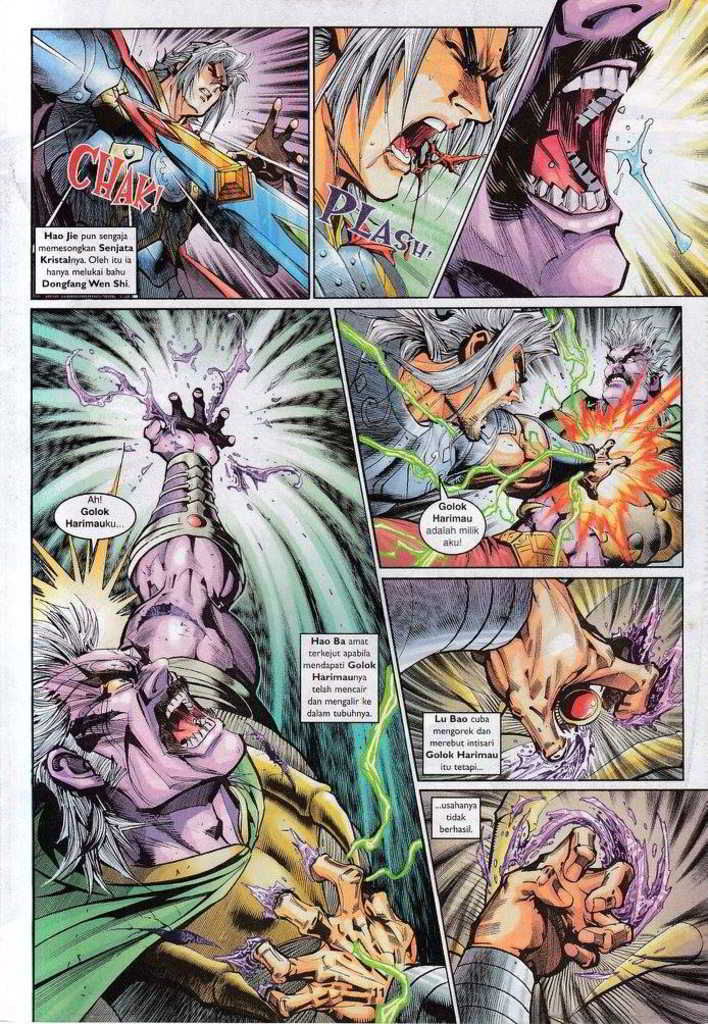 CHAK!
Hao Jie pun sengaja
memesongkan Senjata
Kristalnya. Oleh itu ia
hanya melukai bahu
Dongfang Wen Shi.
PLASH!
Ah!
Golok
Harimauku...
Hao Ba amat
terkejut apabila
mendapati Golok
Harimaunya
telah mencair
dan mengalir ke
dalam tubuhnya.
Golok
Harimau
adalah milik
aku!
Lu Bao cuba
mengorek dan
merebut intisari
Golok Harimau
itu tetapi...
...usahanya
tidak
berhasil.